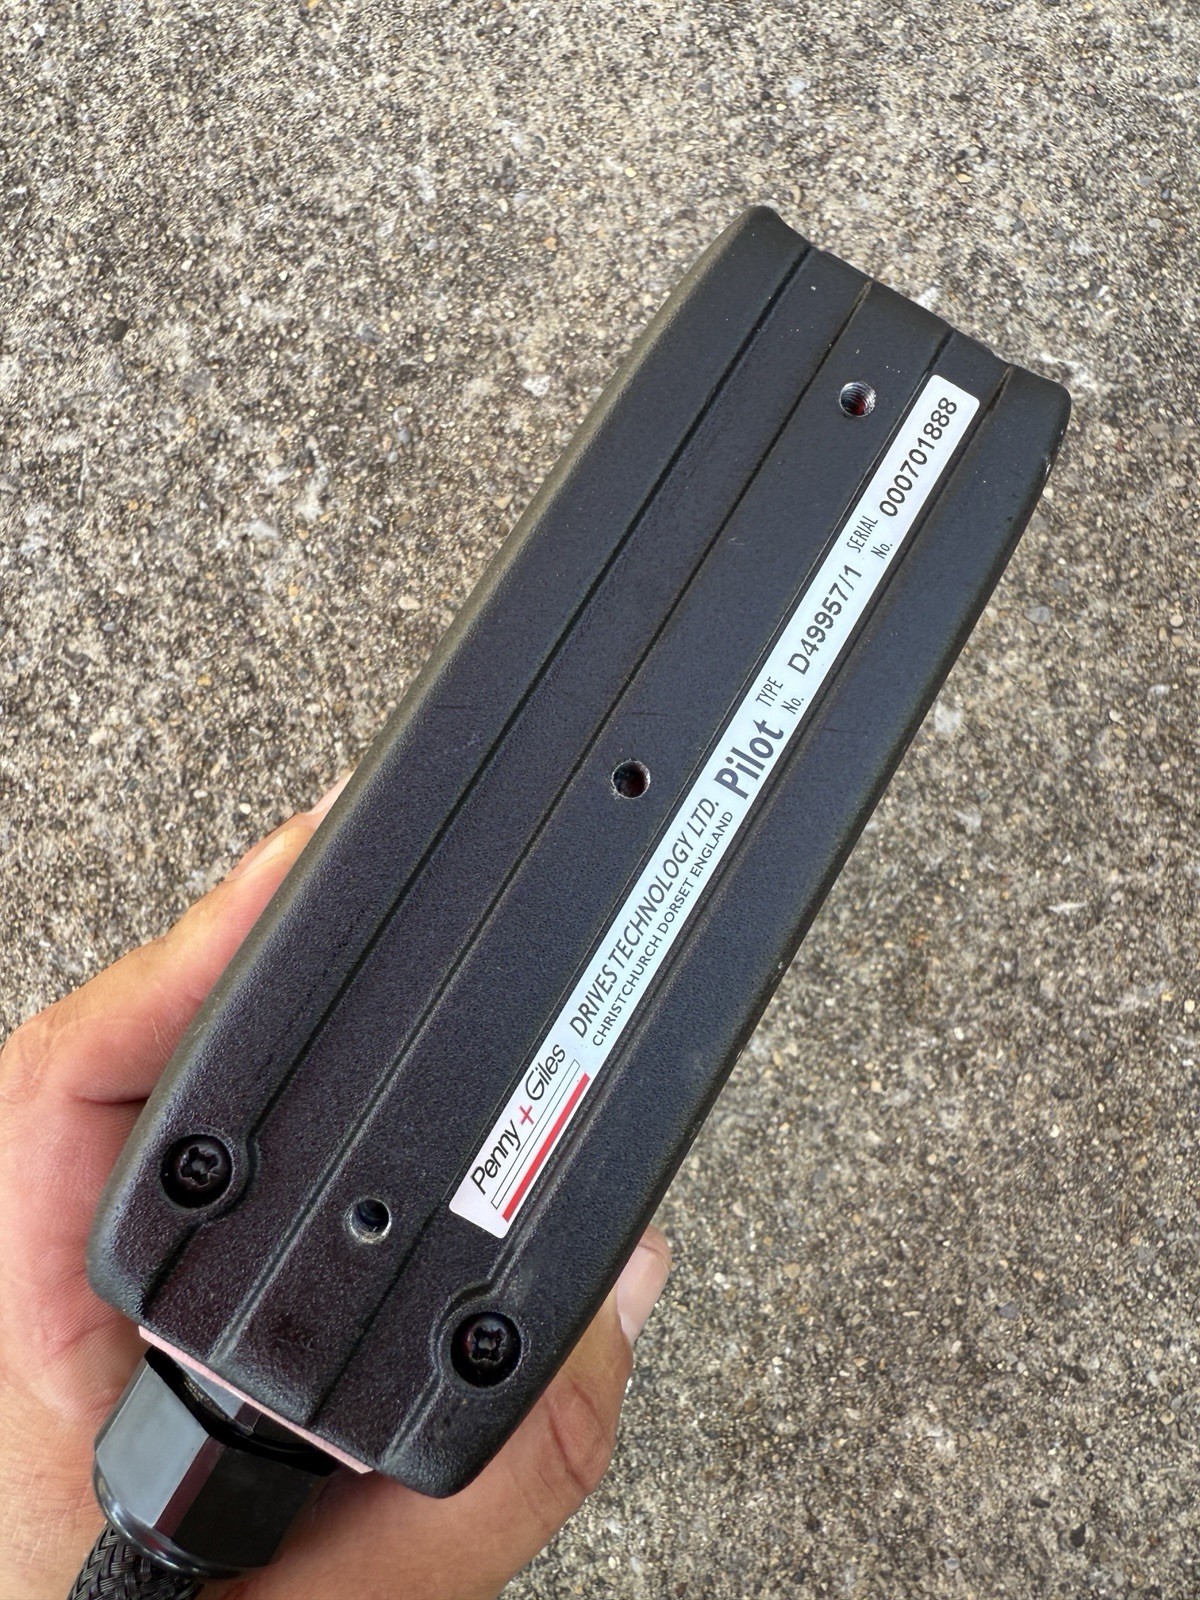 Penny + Giles
DRIVES TECHNOLOGY LTD.
CHRISTCHURCH DORSET ENGLAND
Pilot
TYPE No. D49957/1
SERIAL No. 000701888